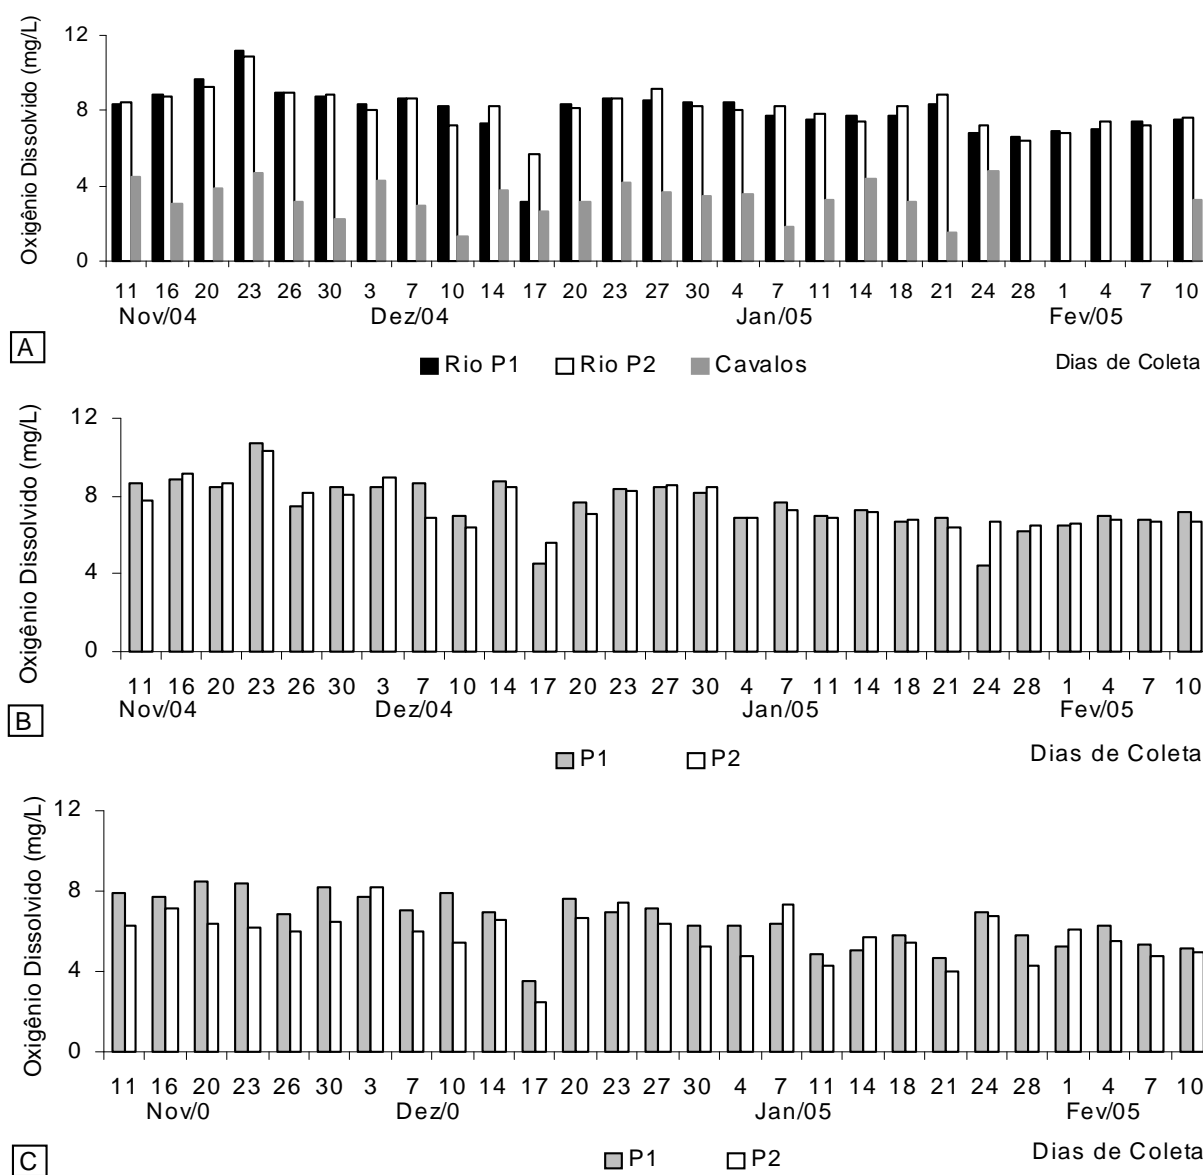 Oxigênio Dissolvido (mg/L)
12
8
4
0
11 16 20 23 26 30 3 7 10 14 17 20 23 27 30 4 7 11 14 18 21 24 28 1 4 7 10
Nov/04 Dez/04 Jan/05 Fev/05
A
Rio P1 Rio P2 Cavalos
Dias de Coleta
Oxigênio Dissolvido (mg/L)
12
8
4
0
11 16 20 23 26 30 3 7 10 14 17 20 23 27 30 4 7 11 14 18 21 24 28 1 4 7 10
Nov/04 Dez/04 Jan/05 Fev/05
B
P1 P2
Dias de Coleta
Oxigênio Dissolvido (mg/L)
12
8
4
0
11 16 20 23 26 30 3 7 10 14 17 20 23 27 30 4 7 11 14 18 21 24 28 1 4 7 10
Nov/0 Dez/0 Jan/05 Fev/05
C
P1 P2
Dias de Coleta